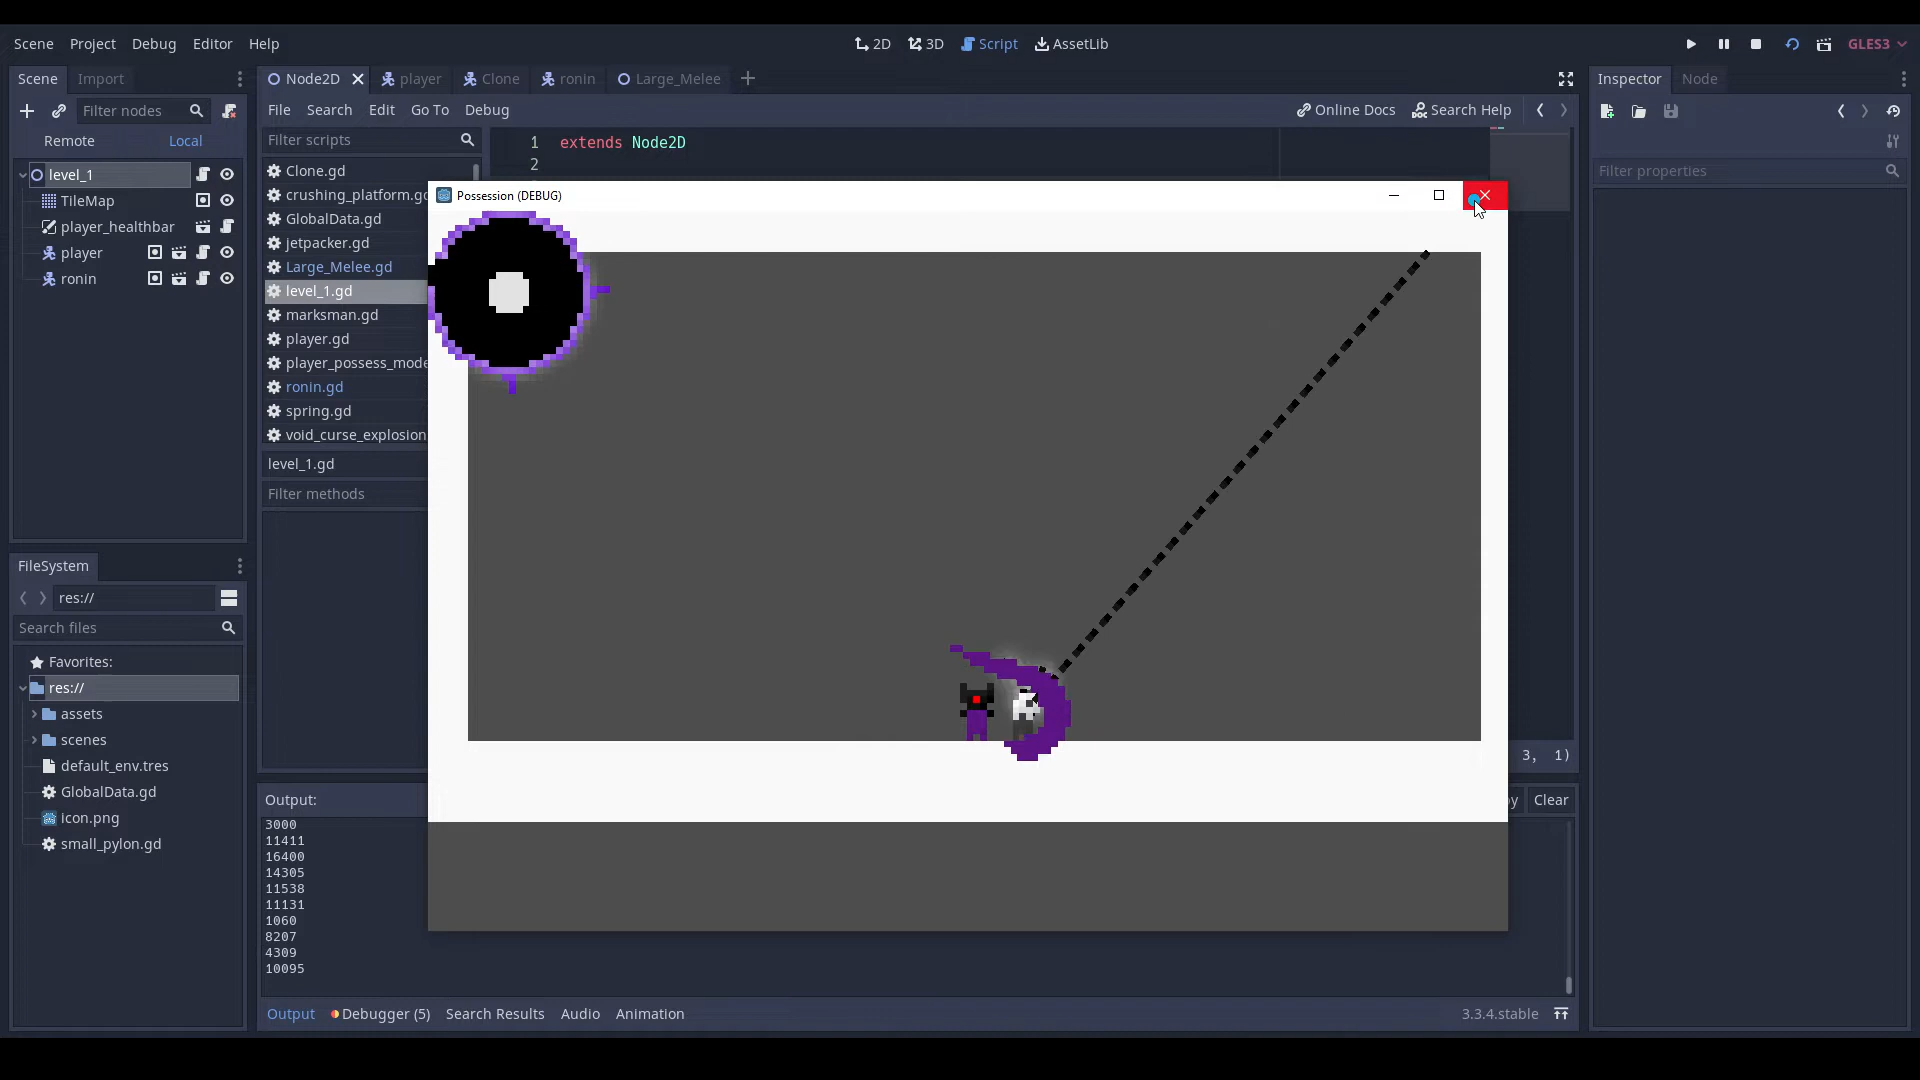 Scene Project Debug Editor Help
2D 3D Script AssetLib
GLES3
Scene Import
Filter nodes
Remote Local
level_1
TileMap
player_healthbar
player
ronin
FileSystem
res://
Search files
Favorites:
res://
assets
scenes
default_env.tres
GlobalData.gd
icon.png
small_pylon.gd
Node2D player Clone ronin Large_Melee
File Search Edit Go To Debug
Online Docs Search Help
Filter scripts
Clone.gd
crushing_platform.gd
GlobalData.gd
jetpacker.gd
Large_Melee.gd
level_1.gd
marksman.gd
player.gd
player_possess_mode
ronin.gd
spring.gd
void_curse_explosion
level_1.gd
Filter methods
1 extends Node2D
2
Possession (DEBUG)
3, 1)
Output:
Clear
3000
11411
16400
14305
11538
11131
1060
8207
4309
10095
Output Debugger (5) Search Results Audio Animation
3.3.4.stable
Inspector Node
Filter properties